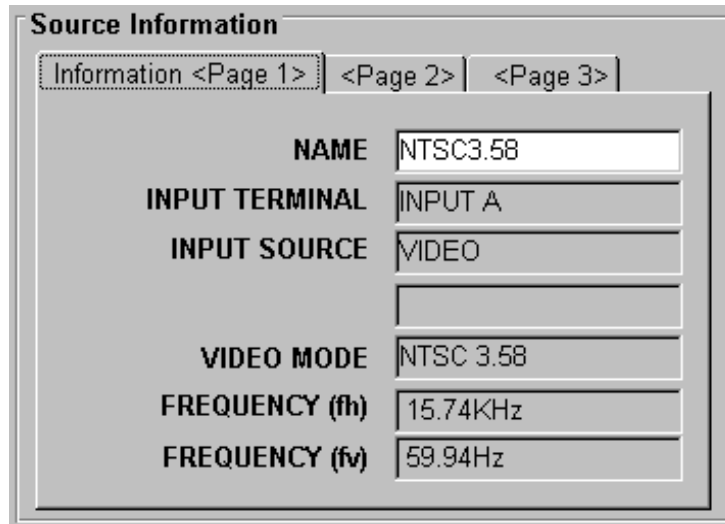 Source Information
Information <Page 1> <Page 2> <Page 3>
NAME NTSC3.58
INPUT TERMINAL INPUT A
INPUT SOURCE VIDEO
VIDEO MODE NTSC 3.58
FREQUENCY (fh) 15.74KHz
FREQUENCY (fv) 59.94Hz